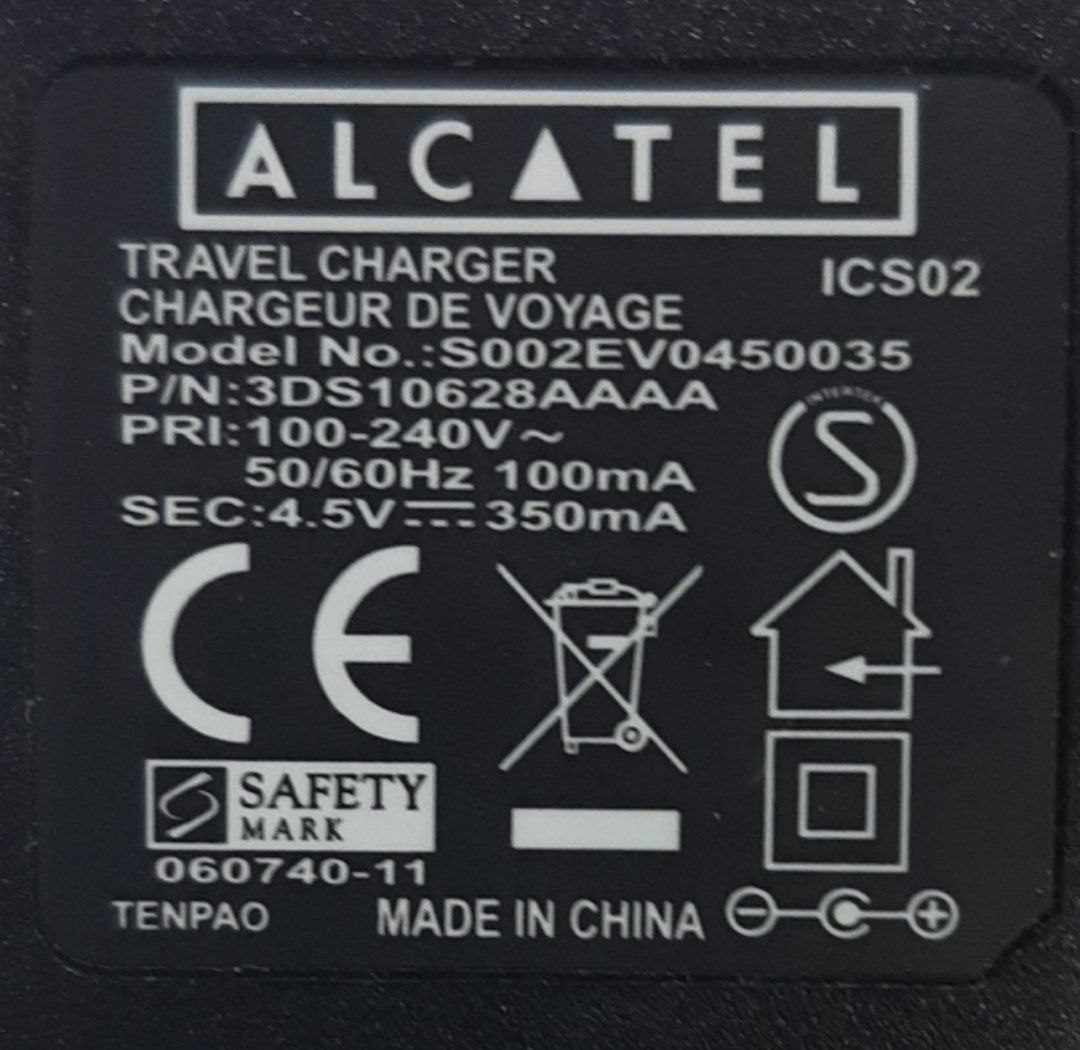 ALCATEL
TRAVEL CHARGER
ICS02
CHARGEUR DE VOYAGE
Model No.:S002EV0450035
P/N:3DS10628AAAA
INTERTEK
S
PRI:100-240V~
50/60Hz 100mA
SEC:4.5V⎓350mA
CE
SAFETY
MARK
060740-11
TENPAO
MADE IN CHINA